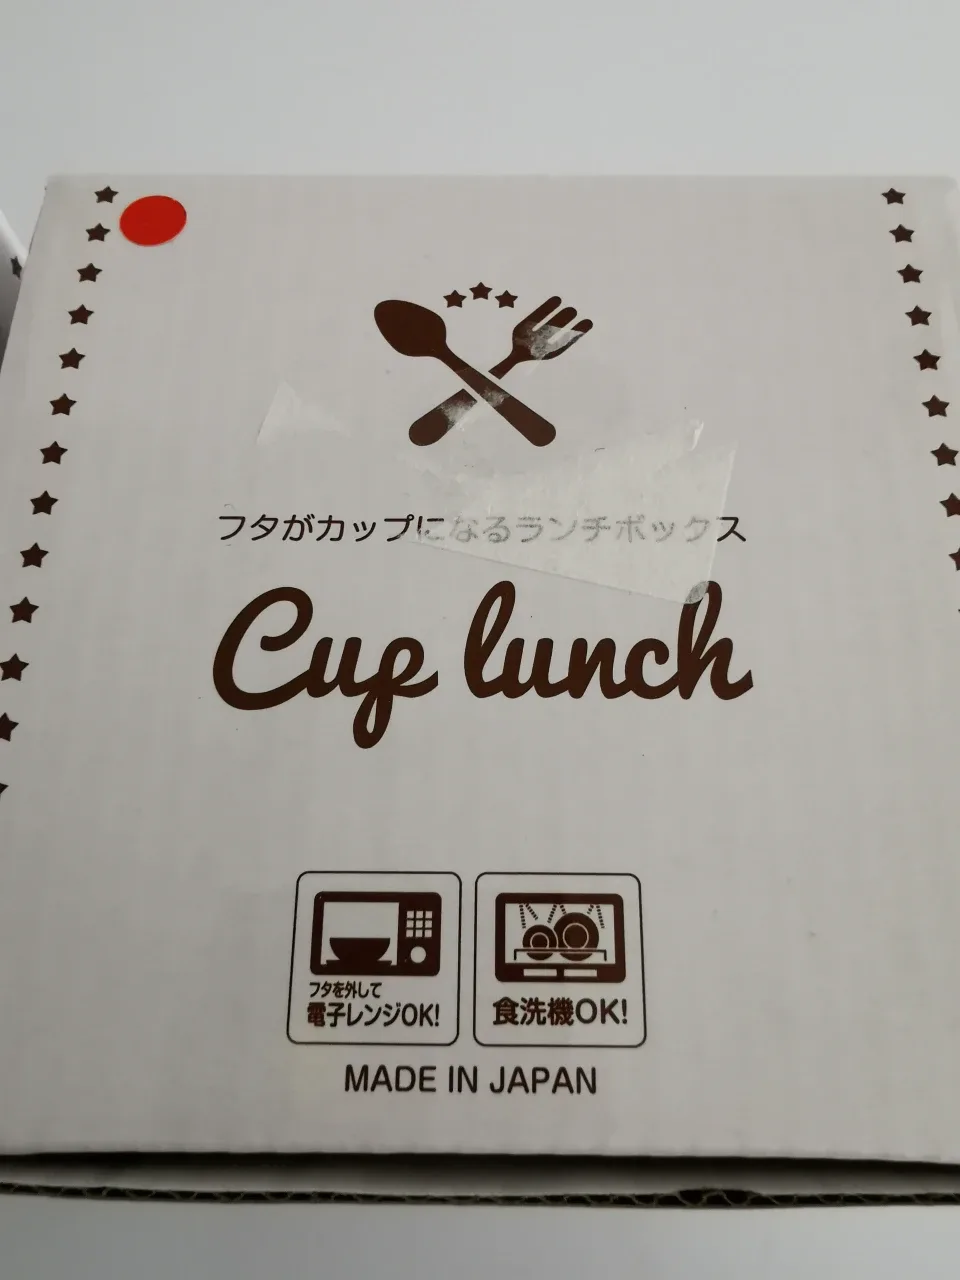 フタがカップになるランチボックス
Cup lunch
フタを外して
電子レンジOK!
食洗機OK!
MADE IN JAPAN